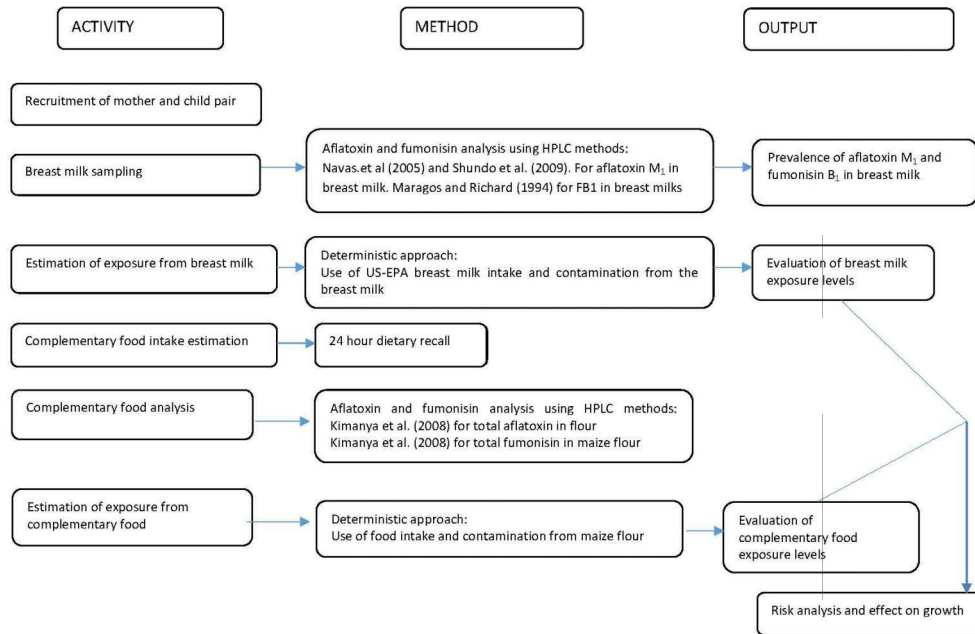 ACTIVITY
METHOD
OUTPUT
Recruitment of mother and child pair
Breast milk sampling
Aflatoxin and fumonisin analysis using HPLC methods:
Navas.et al (2005) and Shundo et al. (2009). For aflatoxin M1 in
breast milk. Maragos and Richard (1994) for FB1 in breast milks
Prevalence of aflatoxin M1 and
fumonisin B1 in breast milk
Estimation of exposure from breast milk
Deterministic approach:
Use of US-EPA breast milk intake and contamination from the
breast milk
Evaluation of breast milk
exposure levels
Complementary food intake estimation
24 hour dietary recall
Complementary food analysis
Aflatoxin and fumonisin analysis using HPLC methods:
Kimanya et al. (2008) for total aflatoxin in flour
Kimanya et al. (2008) for total fumonisin in maize flour
Estimation of exposure from
complementary food
Deterministic approach:
Use of food intake and contamination from maize flour
Evaluation of
complementary food
exposure levels
Risk analysis and effect on growth